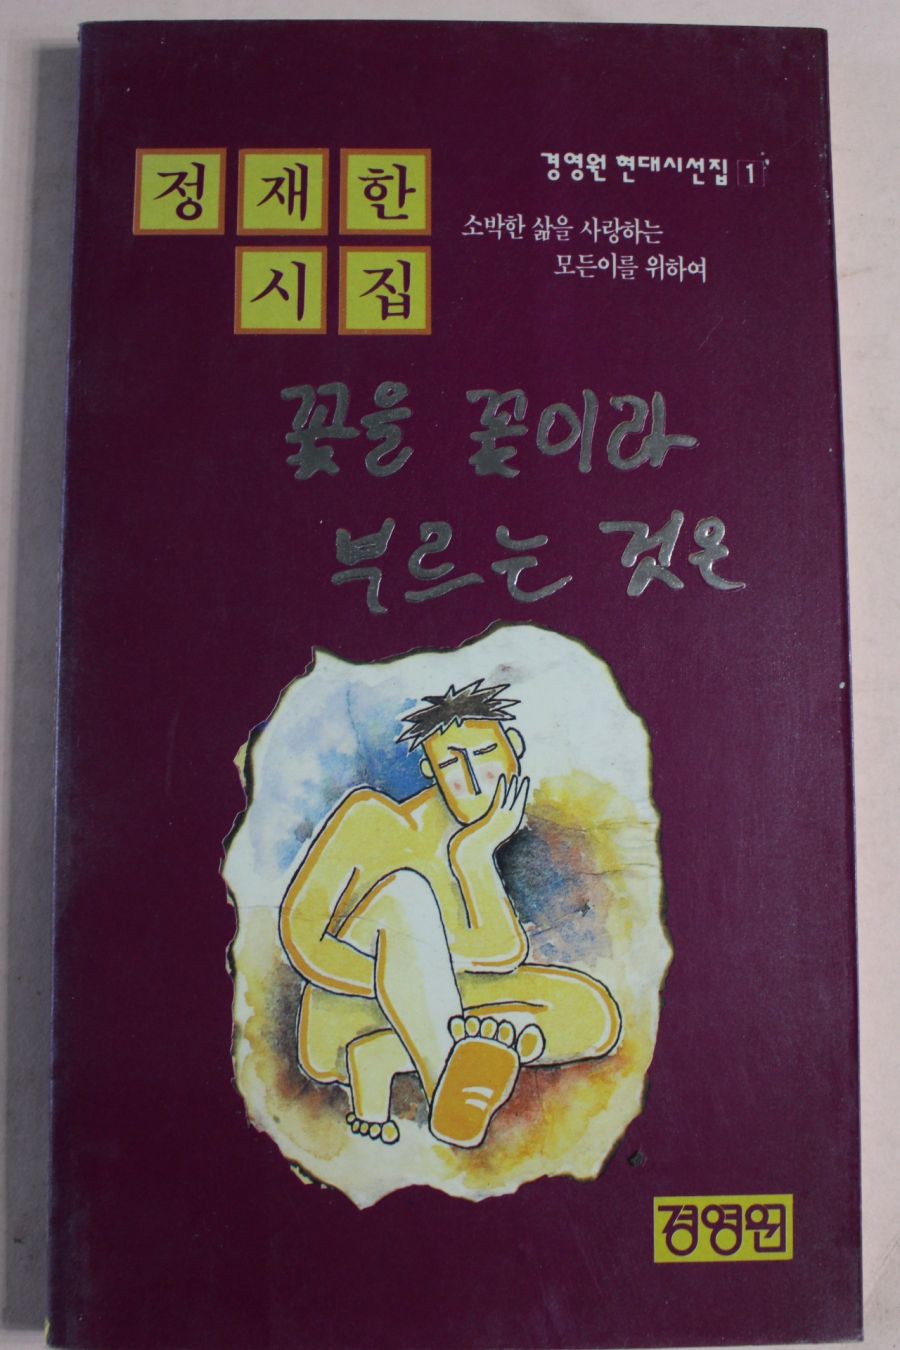 정재한
시집
경영원 현대시선집 1
소박한 삶을 사랑하는
모든이를 위하여
꽃을 꽃이라
부르는 것은
경영원